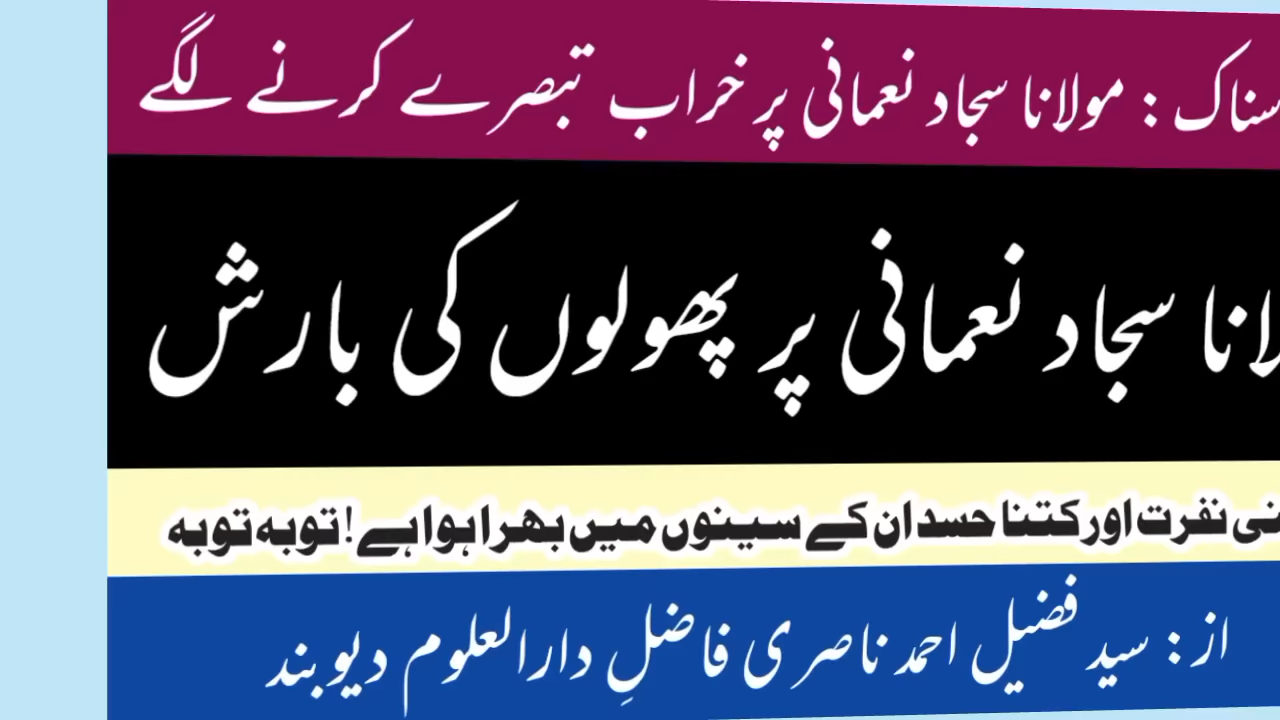 سناک : مولانا سجاد نعمانی پر خراب تبصرے کرنے لگے
لانا سجاد نعمانی پر پھولوں کی بارش
نی نفرت اور کتنا حسد ان کے سینوں میں بھرا ہوا ہے ! توبہ توبہ
از : سید فضیل احمد ناصری فاضلِ دارالعلوم دیوبند